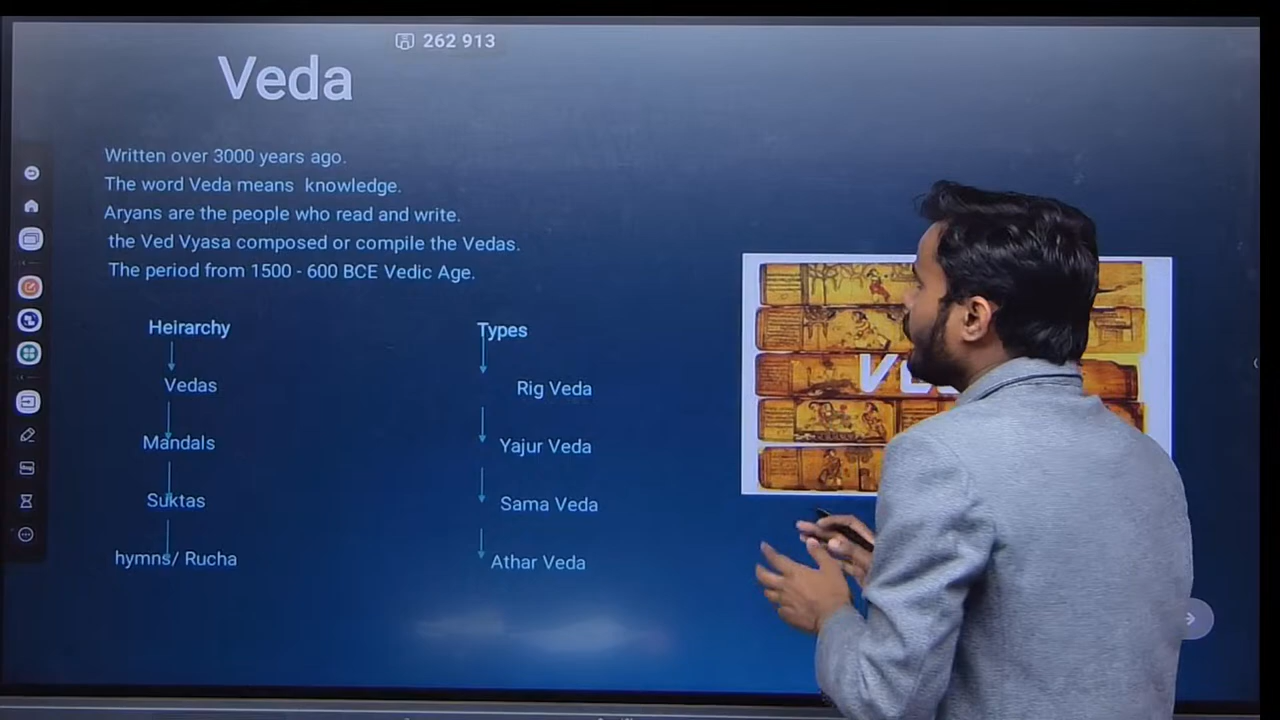 262 913
Veda
Written over 3000 years ago.
The word Veda means knowledge.
Aryans are the people who read and write.
the Ved Vyasa composed or compile the Vedas.
The period from 1500 - 600 BCE Vedic Age.
Heirarchy
Vedas
Mandals
Suktas
hymns/ Rucha
Types
Rig Veda
Yajur Veda
Sama Veda
Athar Veda